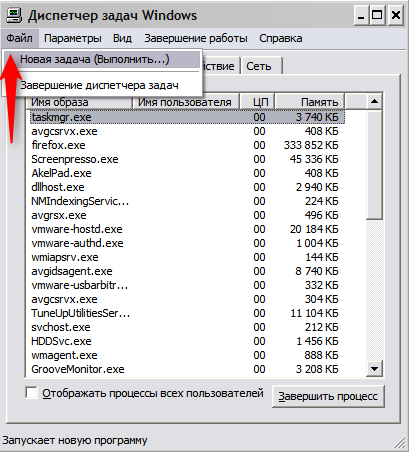 Диспетчер задач Windows
Файл Параметры Вид Завершение работы Справка
Новая задача (Выполнить...)
Завершение диспетчера задач
йствие Сеть
Имя образа Имя пользователя ЦП Память
taskmgr.exe 00 3 740 КБ
avgcsrvx.exe 00 408 КБ
firefox.exe 00 333 852 КБ
Screenpresso.exe 00 45 336 КБ
AkelPad.exe 00 408 КБ
dllhost.exe 00 2 940 КБ
NMIndexingServic... 00 224 КБ
avgrsx.exe 00 496 КБ
vmware-hostd.exe 00 20 184 КБ
vmware-authd.exe 00 1 004 КБ
wmiapsrv.exe 00 144 КБ
avgidsagent.exe 00 8 740 КБ
vmware-usbarbitr... 00 332 КБ
avgcsrvx.exe 00 304 КБ
TuneUpUtilitiesSer... 00 11 104 КБ
svchost.exe 00 212 КБ
HDDSvc.exe 00 1 456 КБ
wmagent.exe 00 888 КБ
GrooveMonitor.exe 00 3 208 КБ
Отображать процессы всех пользователей
Завершить процесс
Запускает новую программу